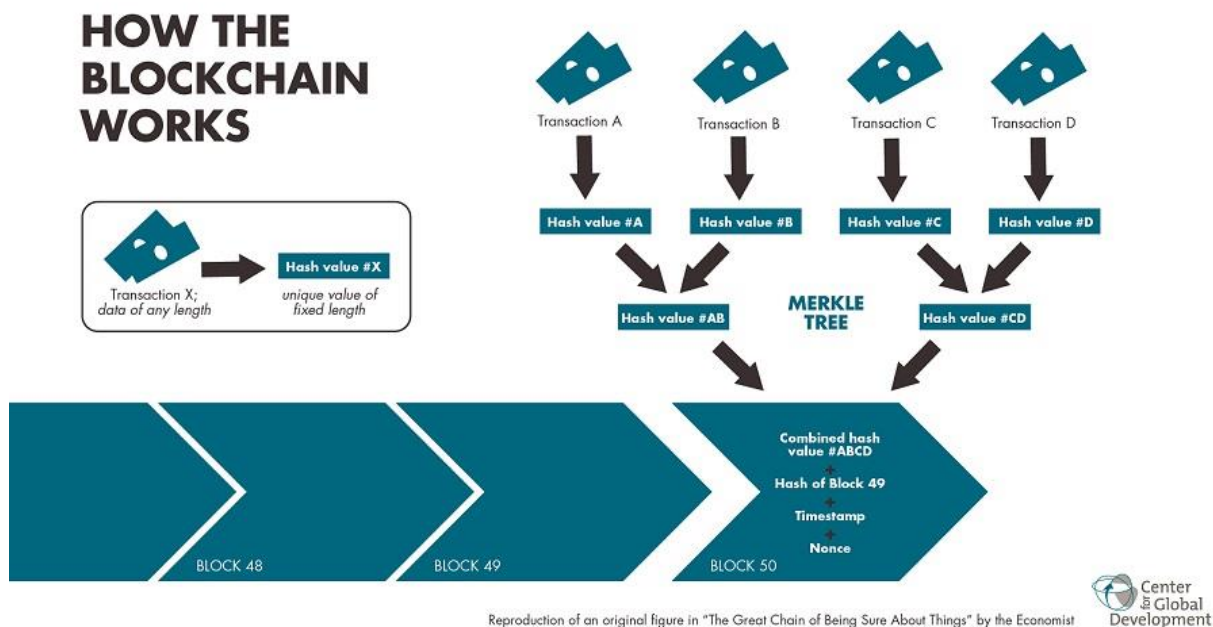 HOW THE
BLOCKCHAIN
WORKS
Transaction X;
data of any length
Hash value #X
unique value of
fixed length
Transaction A
Transaction B
Transaction C
Transaction D
Hash value #A
Hash value #B
Hash value #C
Hash value #D
Hash value #AB
MERKLE
TREE
Hash value #CD
BLOCK 48
BLOCK 49
BLOCK 50
Combined hash
value #ABCD
+
Hash of Block 49
+
Timestamp
+
Nonce
Reproduction of an original figure in "The Great Chain of Being Sure About Things" by the Economist
Center
for Global
Development